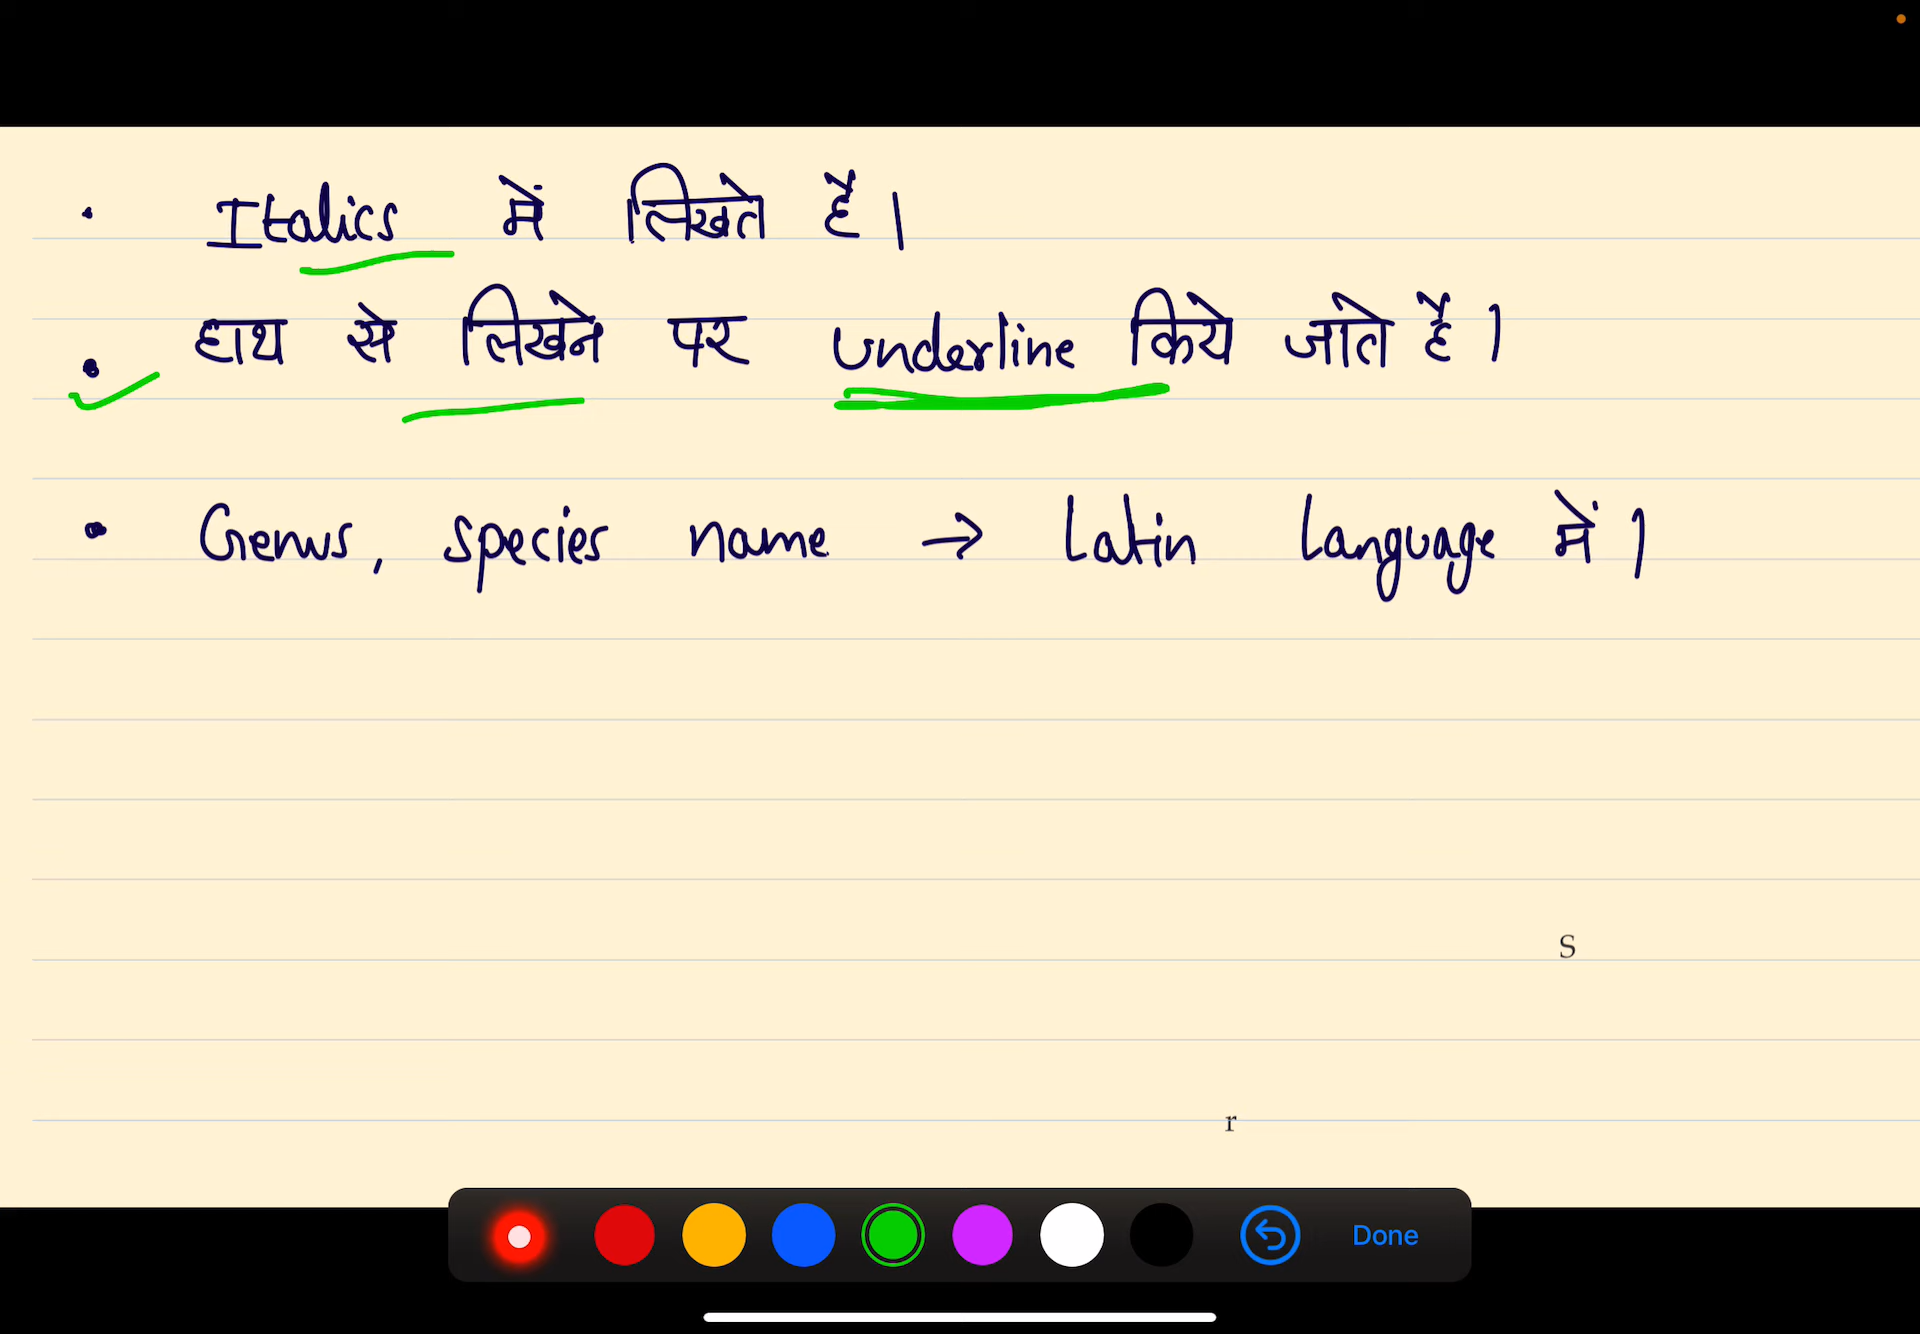 • Italics में लिखते है।
• हाथ से लिखने पर underline किये जाते है।
• Genus, species name → Latin language में।
S
r
Done